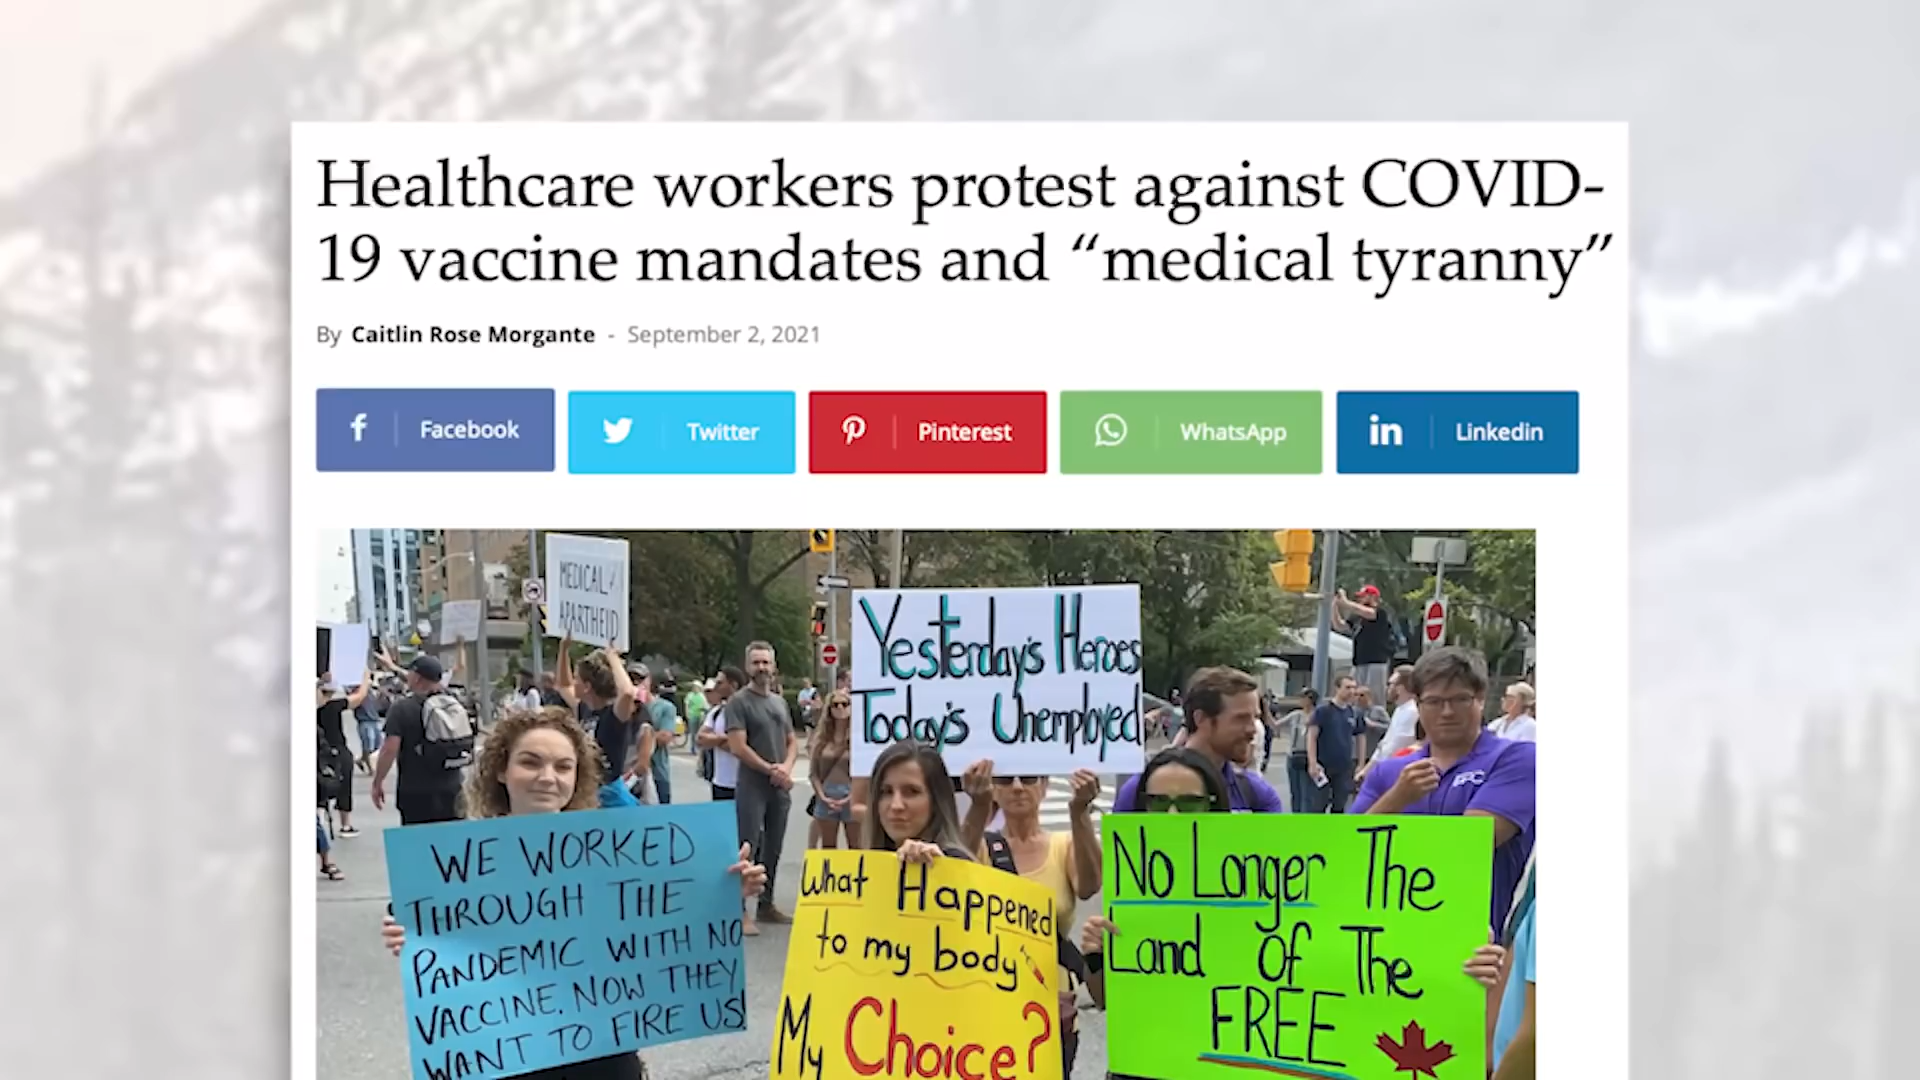 Healthcare workers protest against COVID-
19 vaccine mandates and “medical tyranny”
By Caitlin Rose Morgante - September 2, 2021
f Facebook
Twitter
Pinterest
WhatsApp
in Linkedin
MEDICAL
APARTHEID
Yesterday's Heroes
Today's Unemployed
WE WORKED
THROUGH THE
PANDEMIC WITH NO
VACCINE. NOW THEY
WANT TO FIRE US!
What Happened
to my body
My Choice?
No Longer The
Land Of The
FREE